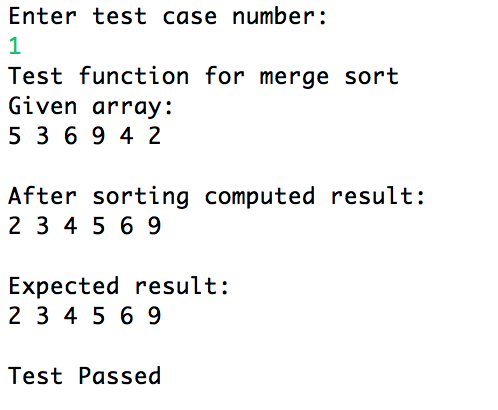 Enter test case number:
1
Test function for merge sort
Given array:
5 3 6 9 4 2
After sorting computed result:
2 3 4 5 6 9
Expected result:
2 3 4 5 6 9
Test Passed